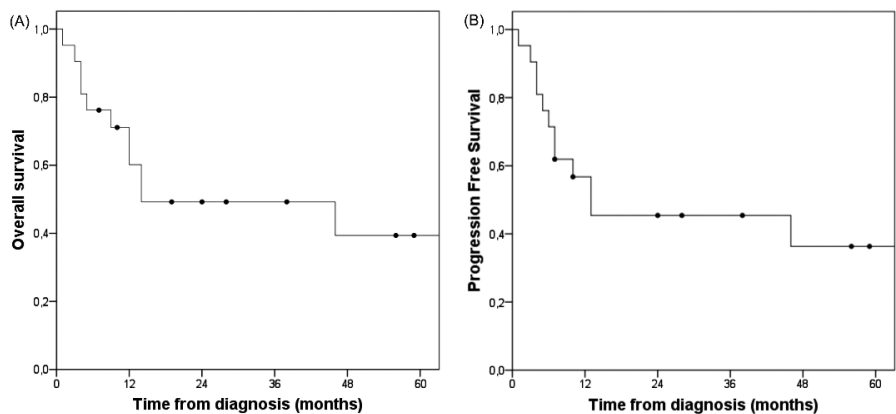 (A)
Overall survival
1,0
0,8
0,6
0,4
0,2
0,0
0 12 24 36 48 60
Time from diagnosis (months)
(B)
Progression Free Survival
1,0
0,8
0,6
0,4
0,2
0,0
0 12 24 36 48 60
Time from diagnosis (months)